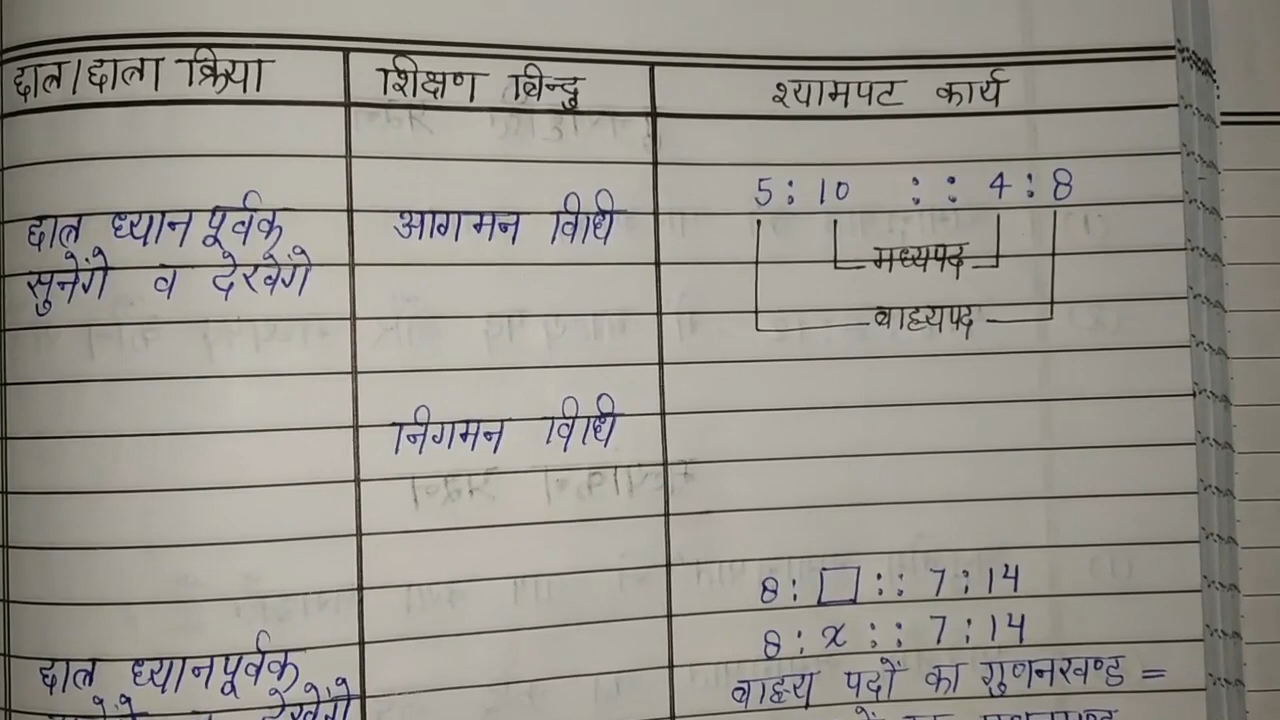 छात्र/छात्रा क्रिया
शिक्षण बिन्दु
श्यामपट कार्य
5 : 10 : : 4 : 8
छात्र ध्यानपूर्वक
आगमन विधि
सुनेंगे व देखेंगे
मध्यपद
बाह्यपद
निगमन विधि
8 : □ : : 7 : 14
8 : x : : 7 : 14
छात्र ध्यानपूर्वक
बाह्य पदों का गुणनखण्ड =
देखेंगे